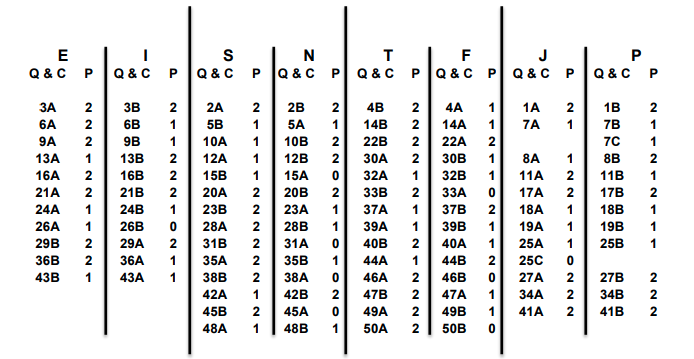 E I S N T F J P
Q & C P Q & C P Q & C P Q & C P Q & C P Q & C P Q & C P Q & C P
3A 2 3B 2 2A 2 2B 2 4B 2 4A 1 1A 2 1B 2
6A 2 6B 1 5B 1 5A 1 14B 2 14A 1 7A 1 7B 1
9A 2 9B 1 10A 1 10B 2 22B 2 22A 2 7C 1
13A 1 13B 2 12A 1 12B 2 30A 2 30B 1 8A 1 8B 2
16A 2 16B 2 15B 1 15A 0 32A 1 32B 1 11A 2 11B 1
21A 2 21B 2 20A 2 20B 2 33B 2 33A 0 17A 2 17B 2
24A 1 24B 1 23B 2 23A 1 37A 1 37B 2 18A 1 18B 1
26A 1 26B 0 28A 2 28B 1 39A 1 39B 1 19A 1 19B 1
29B 2 29A 2 31B 2 31A 0 40B 2 40A 1 25A 1 25B 1
36B 2 36A 1 35A 2 35B 1 44A 1 44B 2 25C 0
43B 1 43A 1 38B 2 38A 0 46A 2 46B 0 27A 2 27B 2
42A 1 42B 2 47B 2 47A 1 34A 2 34B 2
45B 2 45A 0 49A 2 49B 1 41A 2 41B 2
48A 1 48B 1 50A 2 50B 0